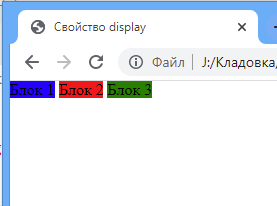 Свойство display
Файл J:/Кладовка,
Блок 1 Блок 2 Блок 3